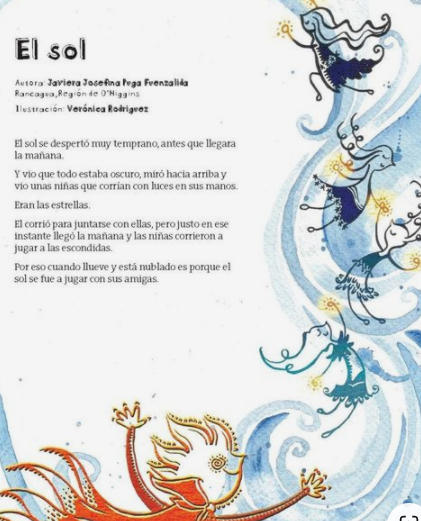 El sol
Autora: Javiera Josefina Puga Fuenzalida
Rancagua, Región de O'Higgins
Ilustración: Verónica Rodríguez
El sol se despertó muy temprano, antes que llegara
la mañana.
Y vio que todo estaba oscuro, miró hacia arriba y
vio unas niñas que corrían con luces en sus manos.
Eran las estrellas.
El corrió para juntarse con ellas, pero justo en ese
instante llegó la mañana y las niñas corrieron a
jugar a las escondidas.
Por eso cuando llueve y está nublado es porque el
sol se fue a jugar con sus amigas.